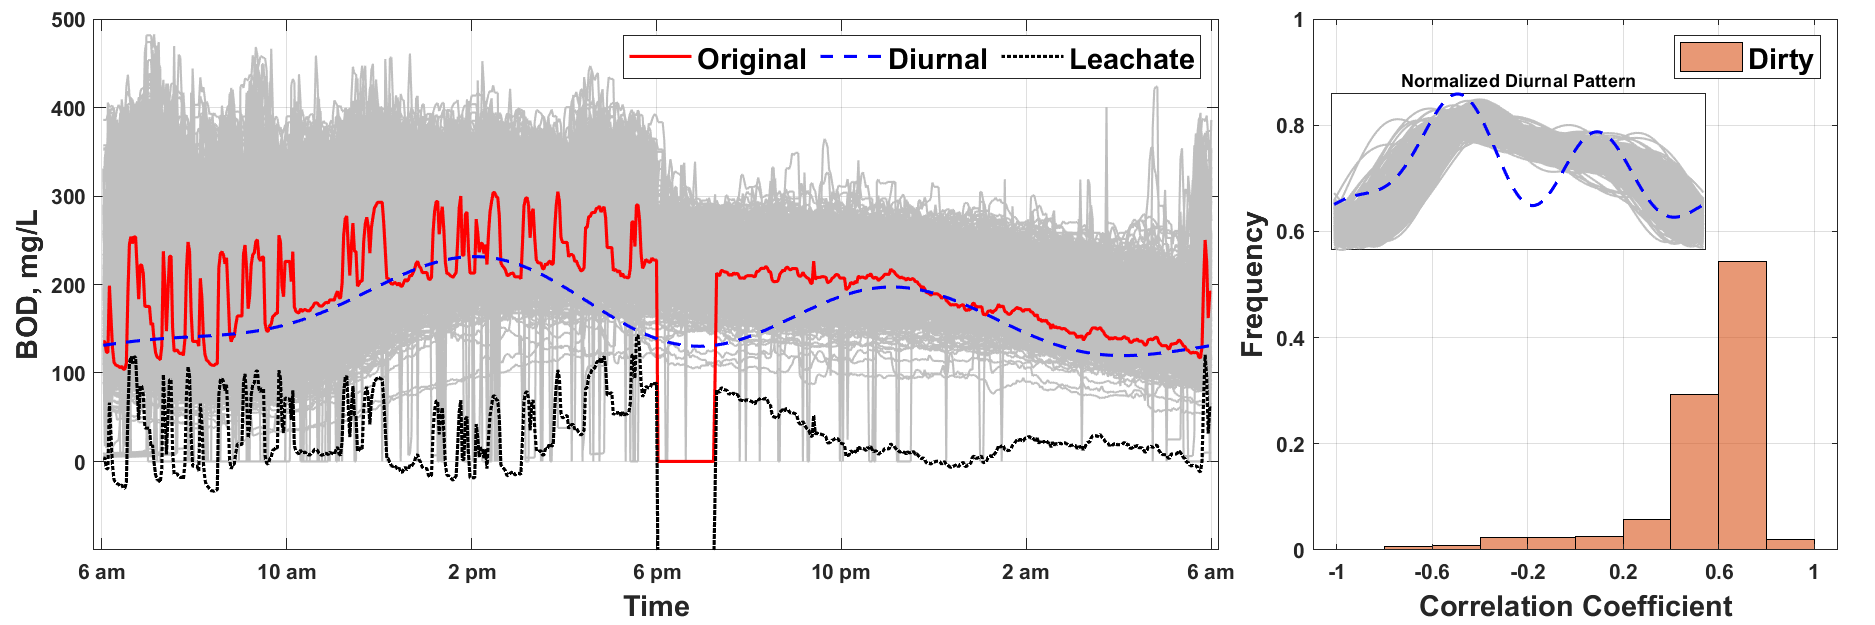 500
400
300
200
100
0
BOD, mg/L
Original Diurnal Leachate
6 am 10 am 2 pm 6 pm 10 pm 2 am 6 am
Time
1
0.8
0.6
0.4
0.2
0
Frequency
Dirty
Normalized Diurnal Pattern
-1 -0.6 -0.2 0.2 0.6 1
Correlation Coefficient